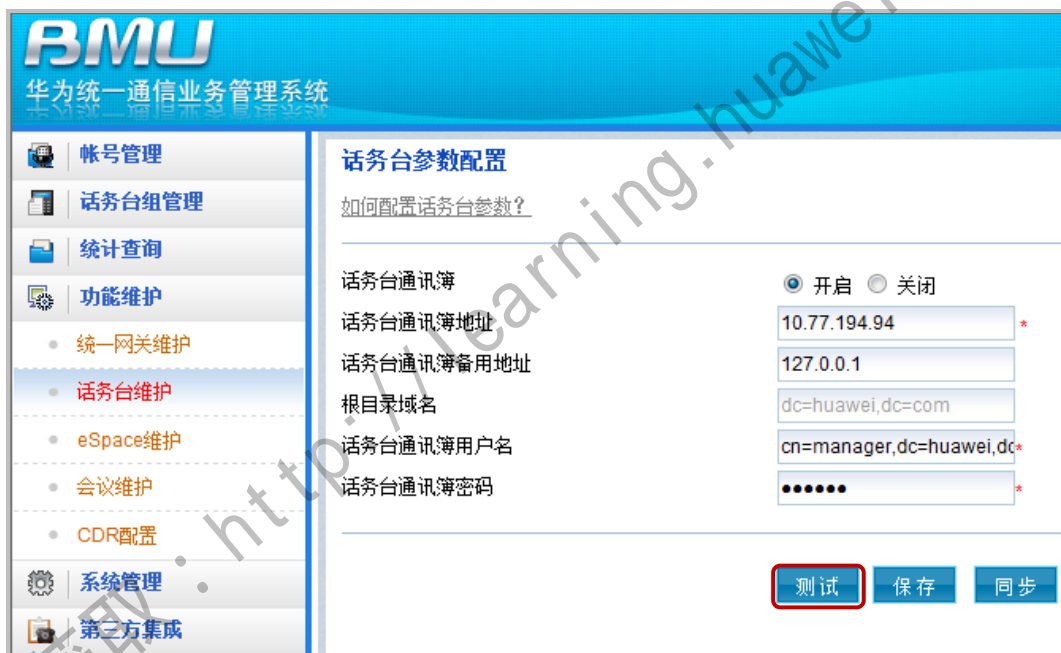 BMU
华为统一通信业务管理系统
帐号管理
话务台组管理
统计查询
功能维护
统一网关维护
话务台维护
eSpace维护
会议维护
CDR配置
系统管理
第三方集成
话务台参数配置
如何配置话务台参数?
话务台通讯簿 开启 关闭
话务台通讯簿地址 10.77.194.94 *
话务台通讯簿备用地址 127.0.0.1
根目录域名 dc=huawei,dc=com
话务台通讯簿用户名 cn=manager,dc=huawei,dc*
话务台通讯簿密码 •••••• *
测试 保存 同步
获取:http://learning.huawei